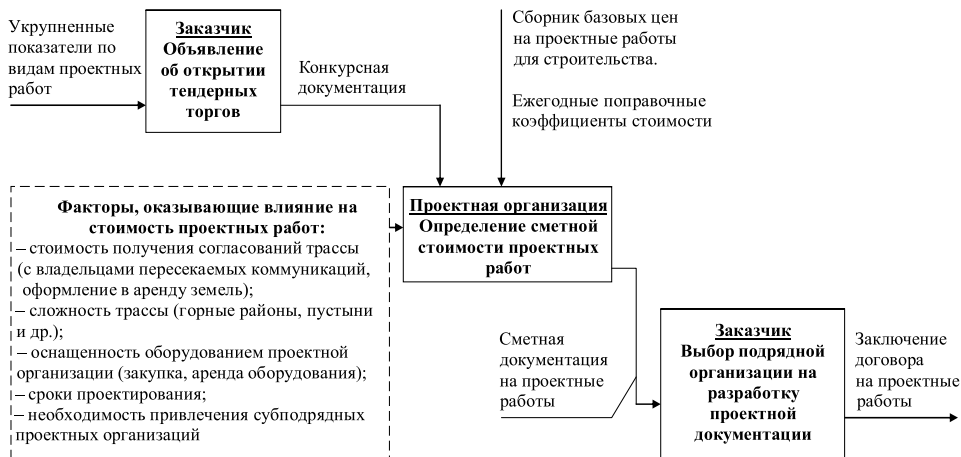 Укрупненные
показатели по
видам проектных
работ
Заказчик
Объявление
об открытии
тендерных
торгов
Конкурсная
документация
Сборник базовых цен
на проектные работы
для строительства.
Ежегодные поправочные
коэффициенты стоимости
Факторы, оказывающие влияние на
стоимость проектных работ:
– стоимость получения согласований трассы
(с владельцами пересекаемых коммуникаций,
оформление в аренду земель);
– сложность трассы (горные районы, пустыни
и др.);
– оснащенность оборудованием проектной
организации (закупка, аренда оборудования);
– сроки проектирования;
– необходимость привлечения субподрядных
проектных организаций
Проектная организация
Определение сметной
стоимости проектных
работ
Сметная
документация
на проектные
работы
Заказчик
Выбор подрядной
организации на
разработку
проектной
документации
Заключение
договора
на проектные
работы